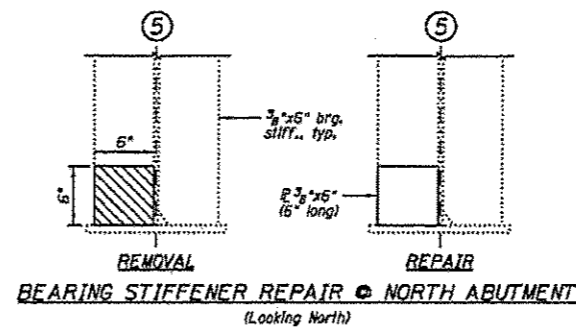 5
5
3/8"x6" brg.
stiff., typ.
6"
6"
PL 3/8"x6"
(6" long)
REMOVAL
REPAIR
BEARING STIFFENER REPAIR @ NORTH ABUTMENT
(Looking North)